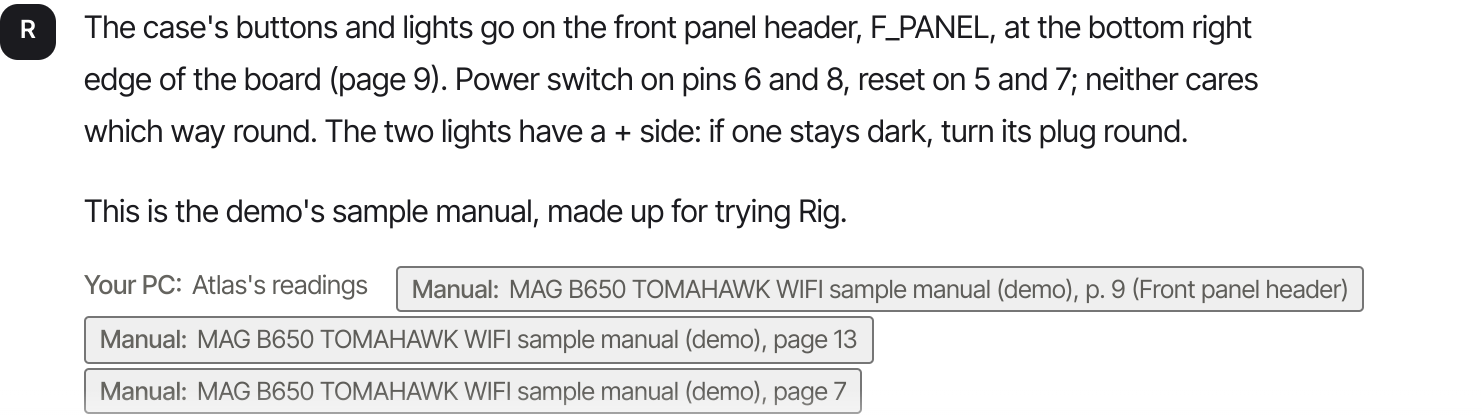 R
The case's buttons and lights go on the front panel header, F_PANEL, at the bottom right
edge of the board (page 9). Power switch on pins 6 and 8, reset on 5 and 7; neither cares
which way round. The two lights have a + side: if one stays dark, turn its plug round.
This is the demo's sample manual, made up for trying Rig.
Your PC: Atlas's readings Manual: MAG B650 TOMAHAWK WIFI sample manual (demo), p. 9 (Front panel header)
Manual: MAG B650 TOMAHAWK WIFI sample manual (demo), page 13
Manual: MAG B650 TOMAHAWK WIFI sample manual (demo), page 7